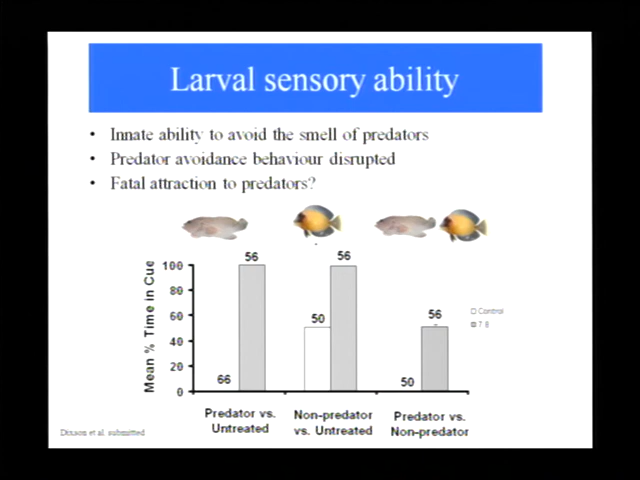 Larval sensory ability
• Innate ability to avoid the smell of predators
• Predator avoidance behaviour disrupted
• Fatal attraction to predators?
Mean % Time in Cue
100
80
60
40
20
0
66
56
50
56
50
56
Control
7.8
Predator vs.
Untreated
Non-predator
vs. Untreated
Predator vs.
Non-predator
Dixson et al. submitted